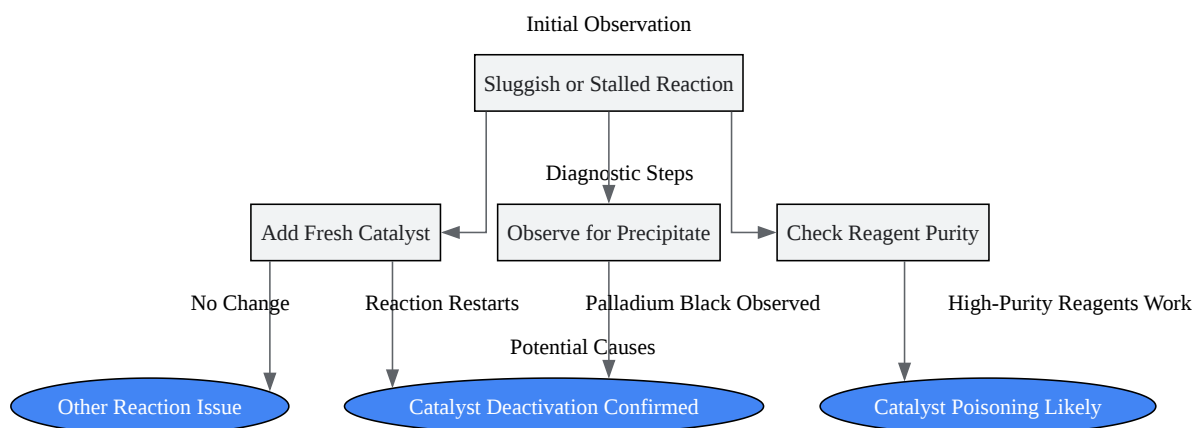 Initial Observation
Sluggish or Stalled Reaction
Diagnostic Steps
Add Fresh Catalyst
Observe for Precipitate
Check Reagent Purity
No Change
Reaction Restarts
Palladium Black Observed
High-Purity Reagents Work
Potential Causes
Other Reaction Issue
Catalyst Deactivation Confirmed
Catalyst Poisoning Likely